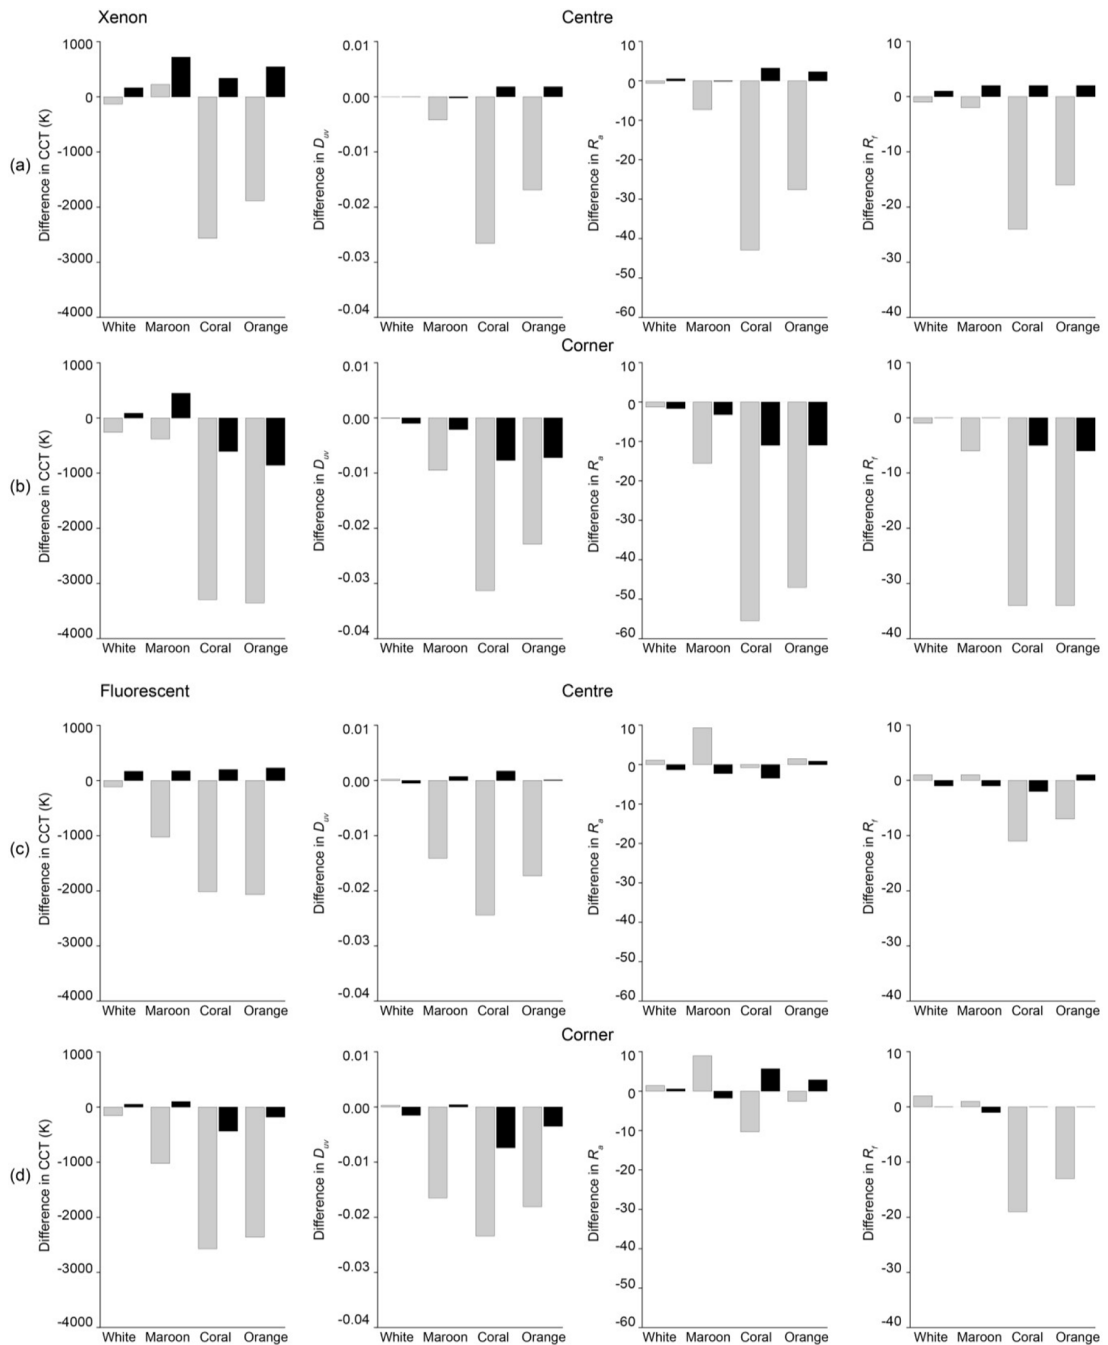 Xenon Centre
(a)
Difference in CCT (K)
1000
0
-1000
-2000
-3000
-4000
White Maroon Coral Orange
Difference in Duv
0.01
0.00
-0.01
-0.02
-0.03
-0.04
White Maroon Coral Orange
Difference in Ra
10
0
-10
-20
-30
-40
-50
-60
White Maroon Coral Orange
Difference in Rf
10
0
-10
-20
-30
-40
White Maroon Coral Orange
Corner
(b)
Difference in CCT (K)
1000
0
-1000
-2000
-3000
-4000
White Maroon Coral Orange
Difference in Duv
0.01
0.00
-0.01
-0.02
-0.03
-0.04
White Maroon Coral Orange
Difference in Ra
10
0
-10
-20
-30
-40
-50
-60
White Maroon Coral Orange
Difference in Rf
10
0
-10
-20
-30
-40
White Maroon Coral Orange
Fluorescent Centre
(c)
Difference in CCT (K)
1000
0
-1000
-2000
-3000
-4000
White Maroon Coral Orange
Difference in Duv
0.01
0.00
-0.01
-0.02
-0.03
-0.04
White Maroon Coral Orange
Difference in Ra
10
0
-10
-20
-30
-40
-50
-60
White Maroon Coral Orange
Difference in Rf
10
0
-10
-20
-30
-40
White Maroon Coral Orange
Corner
(d)
Difference in CCT (K)
1000
0
-1000
-2000
-3000
-4000
White Maroon Coral Orange
Difference in Duv
0.01
0.00
-0.01
-0.02
-0.03
-0.04
White Maroon Coral Orange
Difference in Ra
10
0
-10
-20
-30
-40
-50
-60
White Maroon Coral Orange
Difference in Rf
10
0
-10
-20
-30
-40
White Maroon Coral Orange